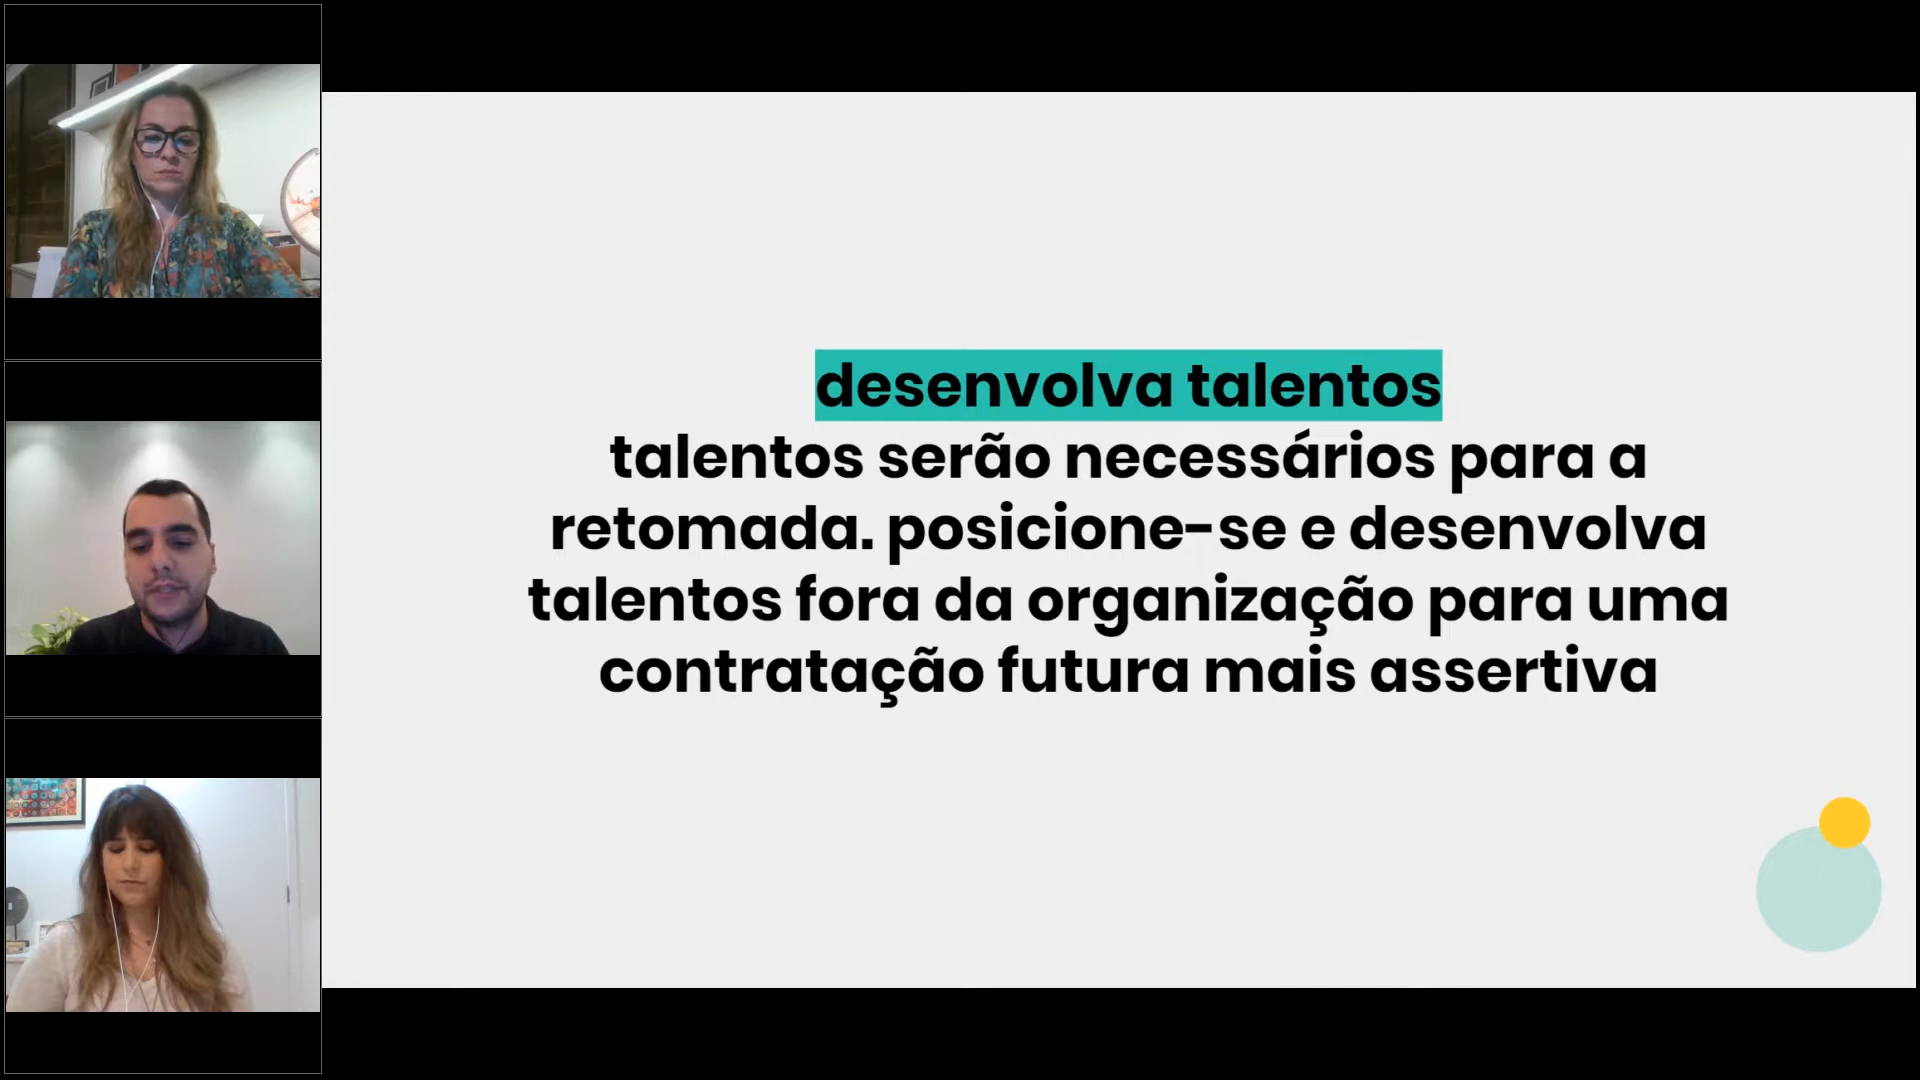 desenvolva talentos
talentos serão necessários para a
retomada. posicione-se e desenvolva
talentos fora da organização para uma
contratação futura mais assertiva